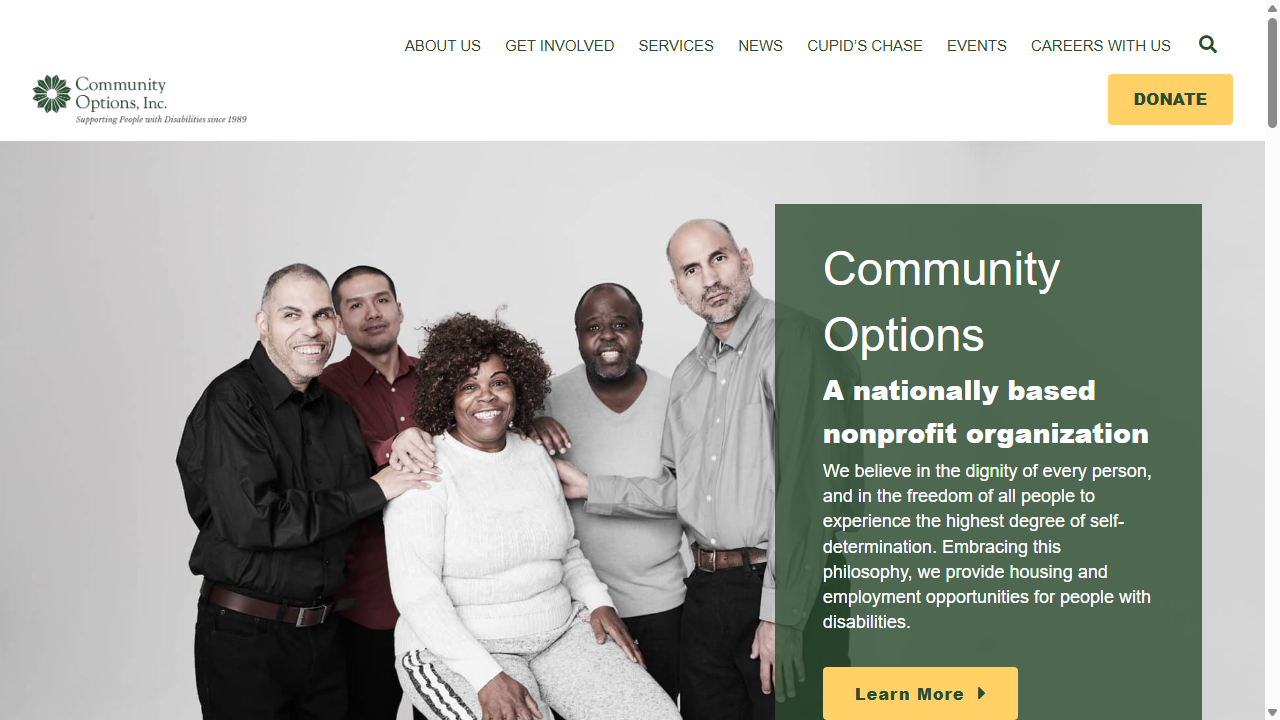 ABOUT US GET INVOLVED SERVICES NEWS CUPID'S CHASE EVENTS CAREERS WITH US
Community
Options, Inc.
Supporting People with Disabilities since 1989
DONATE
Community
Options
A nationally based
nonprofit organization
We believe in the dignity of every person,
and in the freedom of all people to
experience the highest degree of self-
determination. Embracing this
philosophy, we provide housing and
employment opportunities for people with
disabilities.
Learn More